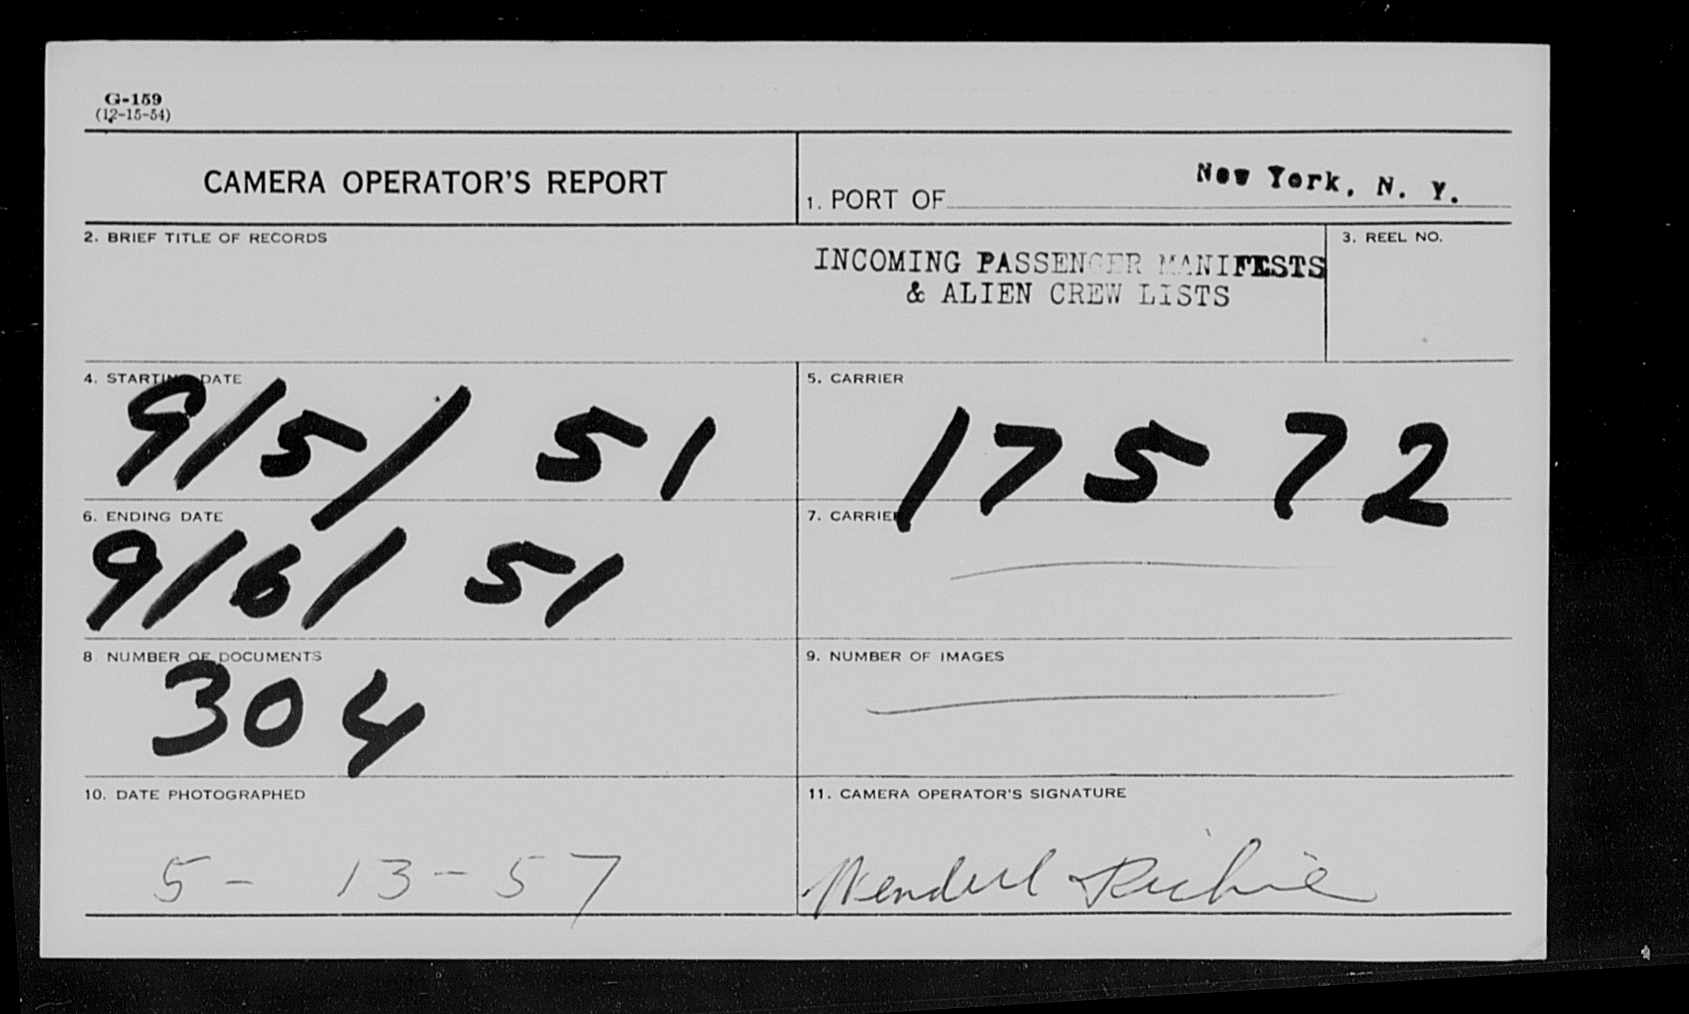 G-159
(12-15-54)
CAMERA OPERATOR'S REPORT
1. PORT OF New York, N. Y.
2. BRIEF TITLE OF RECORDS
INCOMING PASSENGER MANIFESTS
& ALIEN CREW LISTS
3. REEL NO.
4. STARTING DATE
9/5/51
5. CARRIER
17572
6. ENDING DATE
9/6/51
7. CARRIER
8 NUMBER OF DOCUMENTS
304
9. NUMBER OF IMAGES
10. DATE PHOTOGRAPHED
5-13-57
11. CAMERA OPERATOR'S SIGNATURE
Wendell Richie